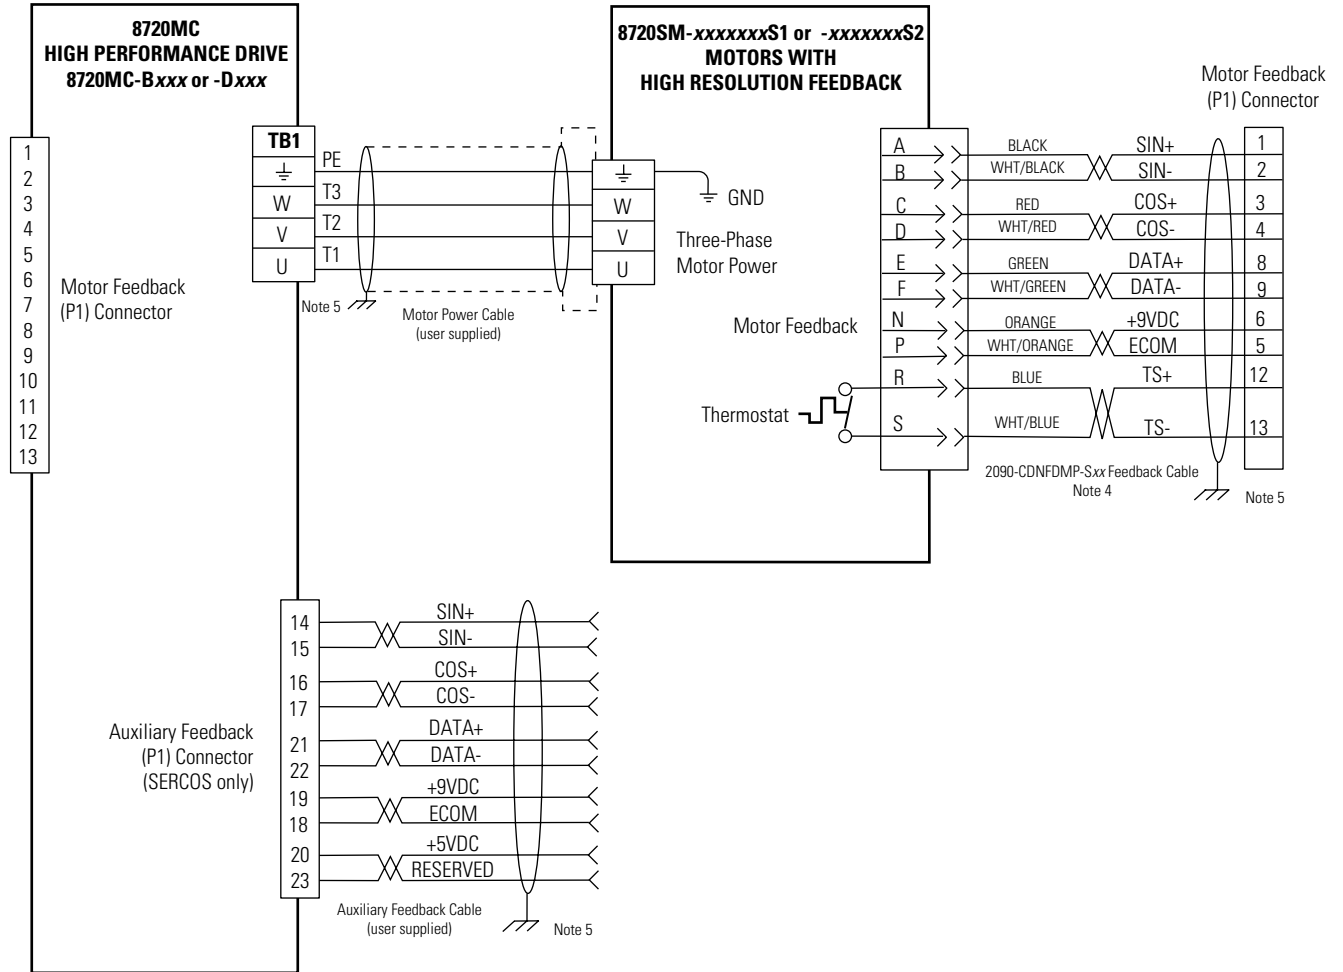 8720MC
HIGH PERFORMANCE DRIVE
8720MC-Bxxx or -Dxxx
1
2
3
4
5
6
7
8
9
10
11
12
13
Motor Feedback
(P1) Connector
TB1
W
V
U
PE
T3
T2
T1
Note 5
Motor Power Cable
(user supplied)
8720SM-xxxxxxxS1 or -xxxxxxxS2
MOTORS WITH
HIGH RESOLUTION FEEDBACK
W
V
U
GND
Three-Phase
Motor Power
Motor Feedback
Thermostat
Motor Feedback
(P1) Connector
A BLACK SIN+ 1
B WHT/BLACK SIN- 2
C RED COS+ 3
D WHT/RED COS- 4
E GREEN DATA+ 8
F WHT/GREEN DATA- 9
N ORANGE +9VDC 6
P WHT/ORANGE ECOM 5
R BLUE TS+ 12
S WHT/BLUE TS- 13
2090-CDNFDMP-Sxx Feedback Cable
Note 4
Note 5
Auxiliary Feedback
(P1) Connector
(SERCOS only)
14 SIN+
15 SIN-
16 COS+
17 COS-
21 DATA+
22 DATA-
19 +9VDC
18 ECOM
20 +5VDC
23 RESERVED
Auxiliary Feedback Cable
(user supplied)
Note 5